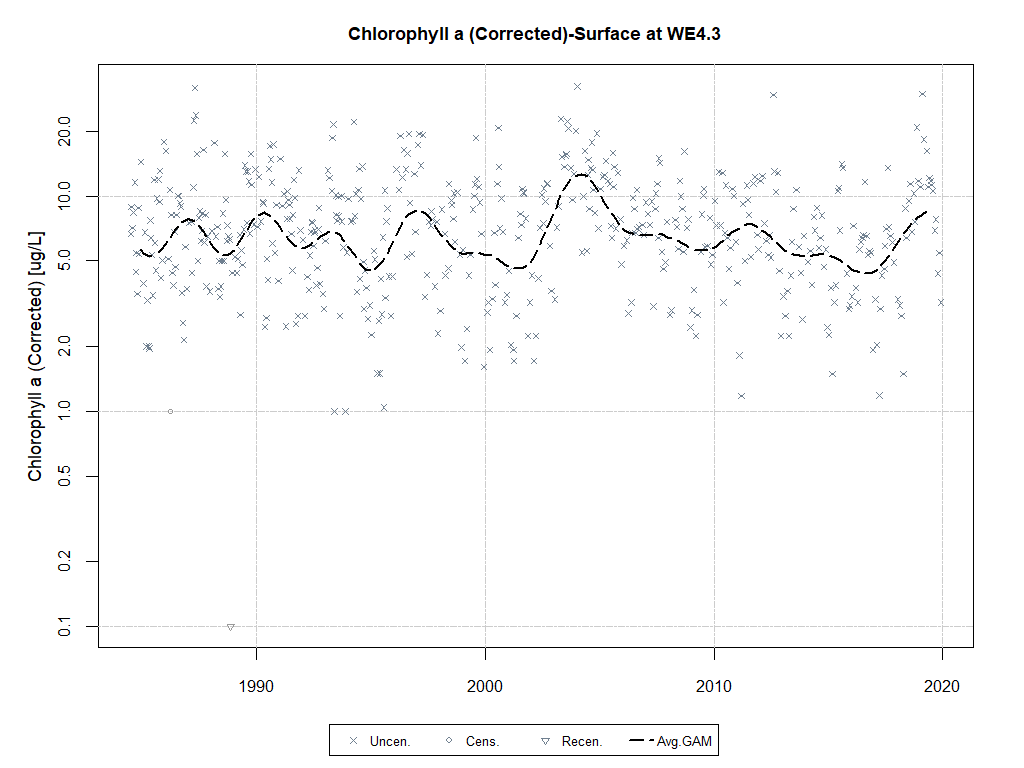 Chlorophyll a (Corrected)-Surface at WE4.3
Chlorophyll a (Corrected) [ug/L]
20.0
10.0
5.0
2.0
1.0
0.5
0.2
0.1
1990 2000 2010 2020
Uncen. Cens. Recen. Avg.GAM